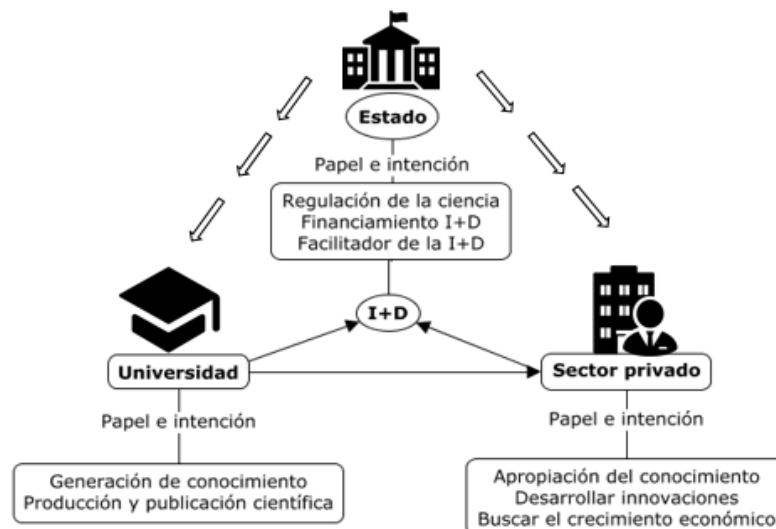 Estado
Papel e intención
Regulación de la ciencia
Financiamiento I+D
Facilitador de la I+D
I+D
Universidad
Sector privado
Papel e intención
Papel e intención
Generación de conocimiento
Producción y publicación científica
Apropiación del conocimiento
Desarrollar innovaciones
Buscar el crecimiento económico